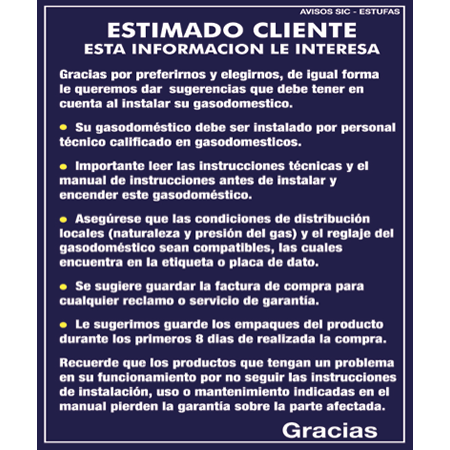 AVISOS SIC - ESTUFAS
ESTIMADO CLIENTE
ESTA INFORMACION LE INTERESA
Gracias por preferirnos y elegirnos, de igual forma
le queremos dar sugerencias que debe tener en
cuenta al instalar su gasodomestico.
• Su gasodoméstico debe ser instalado por personal
técnico calificado en gasodomesticos.
• Importante leer las instrucciones técnicas y el
manual de instrucciones antes de instalar y
encender este gasodoméstico.
• Asegúrese que las condiciones de distribución
locales (naturaleza y presión del gas) y el reglaje del
gasodoméstico sean compatibles, las cuales
encuentra en la etiqueta o placa de dato.
• Se sugiere guardar la factura de compra para
cualquier reclamo o servicio de garantía.
• Le sugerimos guarde los empaques del producto
durante los primeros 8 dias de realizada la compra.
Recuerde que los productos que tengan un problema
en su funcionamiento por no seguir las instrucciones
de instalación, uso o mantenimiento indicadas en el
manual pierden la garantía sobre la parte afectada.
Gracias